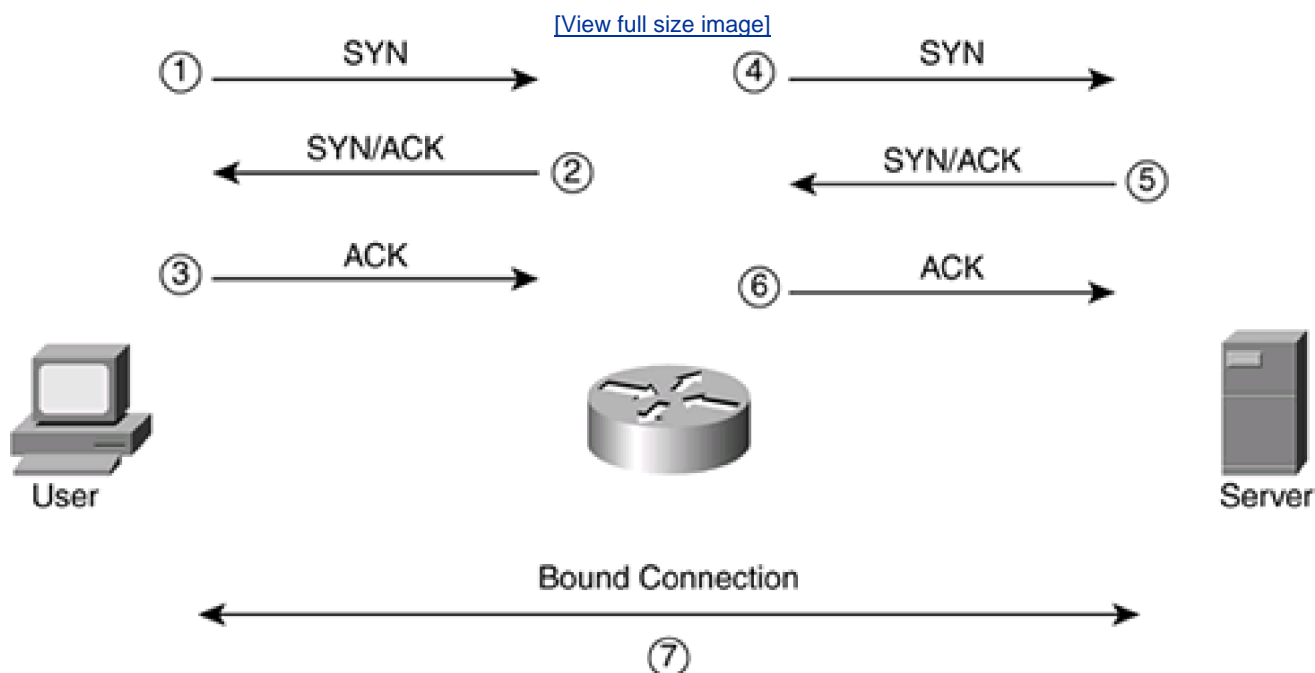 [View full size image]
① SYN ④ SYN
SYN/ACK ② SYN/ACK ⑤
③ ACK ⑥ ACK
User Server
Bound Connection
⑦